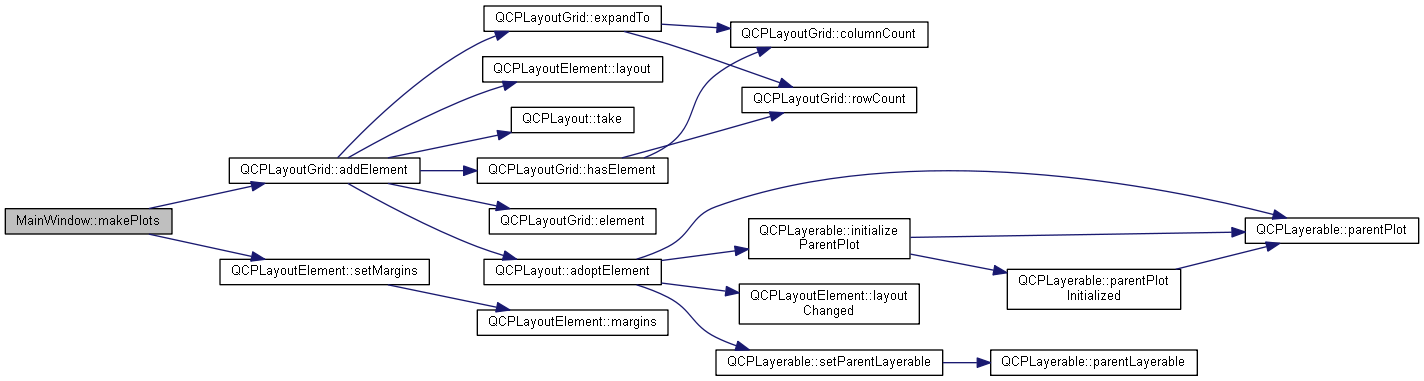 QCPLayoutGrid::expandTo
QCPLayoutGrid::columnCount
QCPLayoutElement::layout
QCPLayoutGrid::rowCount
QCPLayout::take
QCPLayoutGrid::addElement
QCPLayoutGrid::hasElement
MainWindow::makePlots
QCPLayoutGrid::element
QCPLayerable::initialize
ParentPlot
QCPLayerable::parentPlot
QCPLayoutElement::setMargins
QCPLayout::adoptElement
QCPLayerable::parentPlot
Initialized
QCPLayoutElement::layout
Changed
QCPLayoutElement::margins
QCPLayerable::setParentLayerable
QCPLayerable::parentLayerable